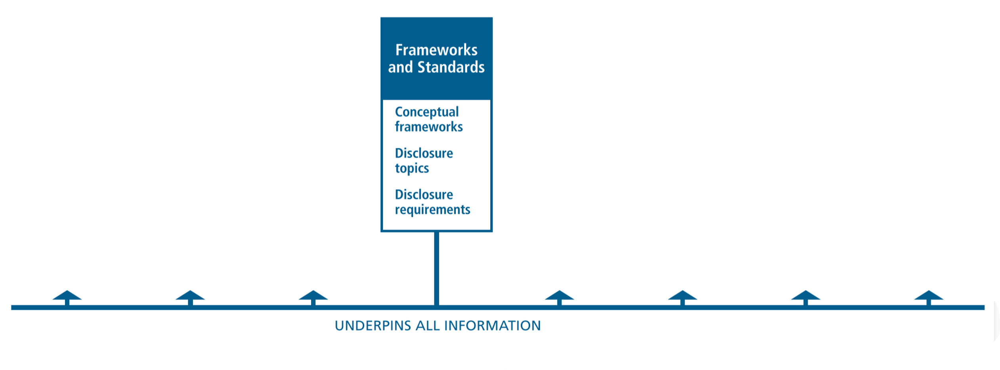 Frameworks
and Standards
Conceptual
frameworks
Disclosure
topics
Disclosure
requirements
UNDERPINS ALL INFORMATION